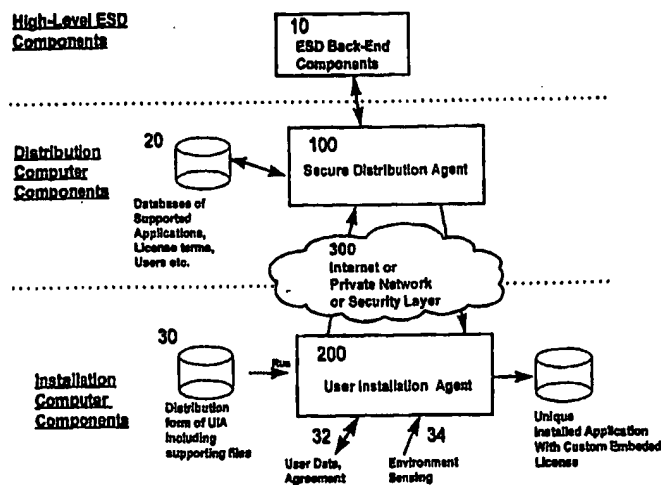 High-Level ESD
Components
10
ESD Back-End
Components
Distribution
Computer
Components
20
Databases of
Supported
Applications,
License terms,
Users etc.
100
Secure Distribution Agent
300
Internet or
Private Network
or Security Layer
Installation
Computer
Components
30
Distribution
form of UIA
Including
supporting files
Run
200
User Installation Agent
32
User Data,
Agreement
34
Environment
Sensing
Unique
Installed Application
With Custom Embeded
License